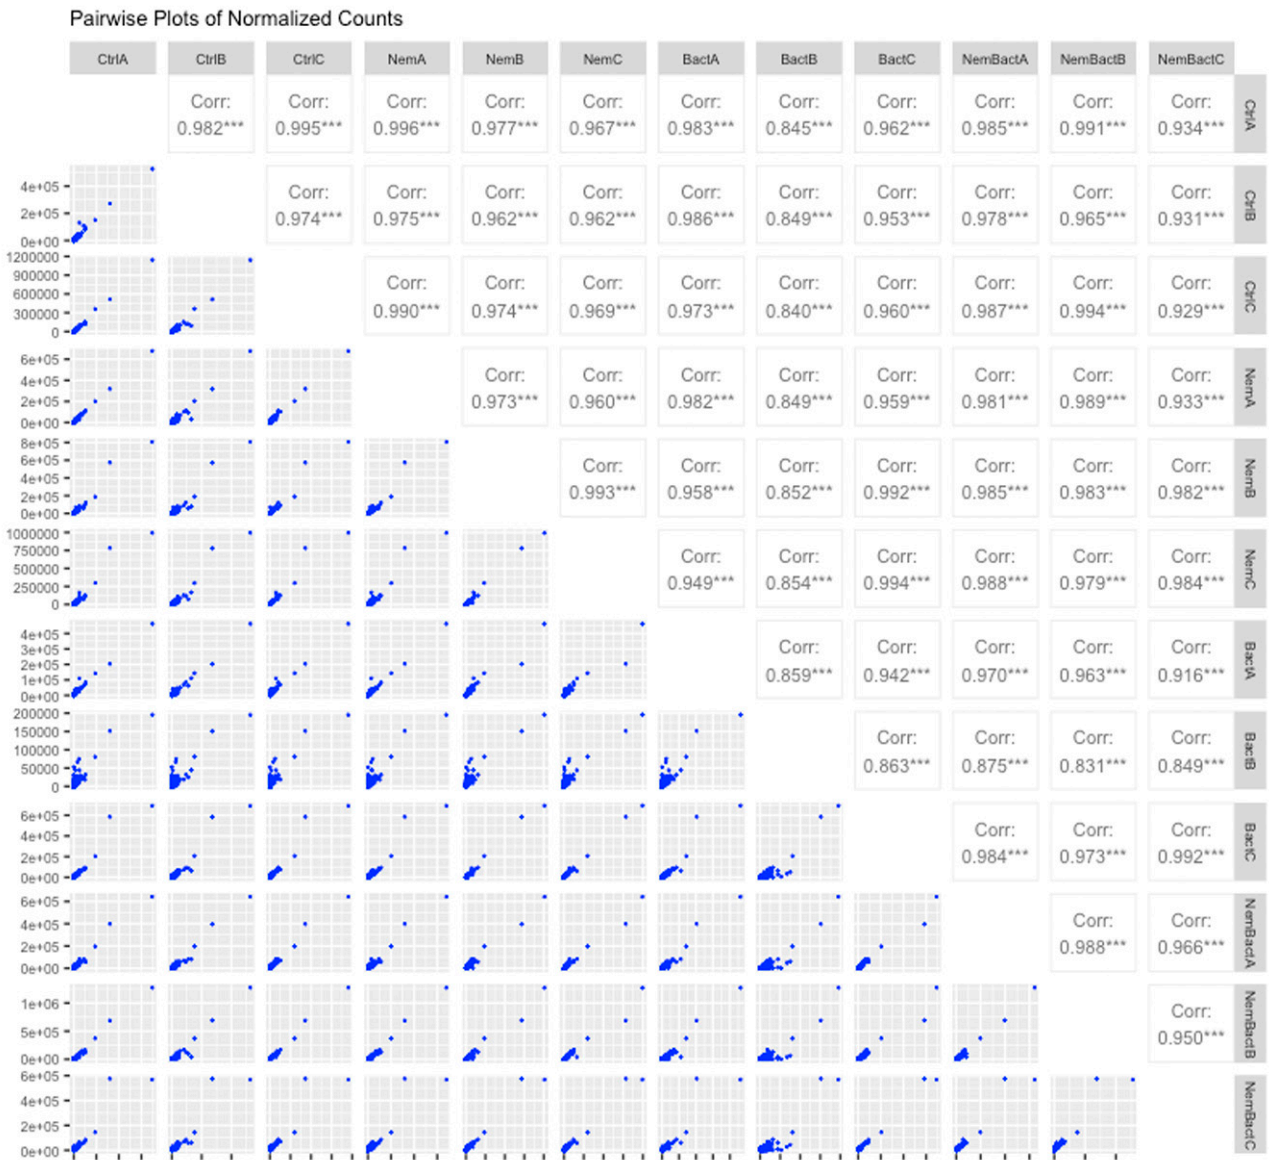 Pairwise Plots of Normalized Counts
CtrlA CtrlB CtrlC NemA NemB NemC BactA BactB BactC NemBactA NemBactB NemBactC
Corr: Corr: Corr: Corr: Corr: Corr: Corr: Corr: Corr: Corr: Corr:
0.982*** 0.995*** 0.996*** 0.977*** 0.967*** 0.983*** 0.845*** 0.962*** 0.985*** 0.991*** 0.934***
CtrlA
4e+05
2e+05
0e+00
Corr: Corr: Corr: Corr: Corr: Corr: Corr: Corr: Corr: Corr:
0.974*** 0.975*** 0.962*** 0.962*** 0.986*** 0.849*** 0.953*** 0.978*** 0.965*** 0.931***
CtrlB
1200000
900000
600000
300000
0
Corr: Corr: Corr: Corr: Corr: Corr: Corr: Corr: Corr:
0.990*** 0.974*** 0.969*** 0.973*** 0.840*** 0.960*** 0.987*** 0.994*** 0.929***
CtrlC
6e+05
4e+05
2e+05
0e+00
Corr: Corr: Corr: Corr: Corr: Corr: Corr: Corr:
0.973*** 0.960*** 0.982*** 0.849*** 0.959*** 0.981*** 0.989*** 0.933***
NemA
8e+05
6e+05
4e+05
2e+05
0e+00
Corr: Corr: Corr: Corr: Corr: Corr: Corr:
0.993*** 0.958*** 0.852*** 0.992*** 0.985*** 0.983*** 0.982***
NemB
1000000
750000
500000
250000
0
Corr: Corr: Corr: Corr: Corr: Corr:
0.949*** 0.854*** 0.994*** 0.988*** 0.979*** 0.984***
NemC
4e+05
3e+05
2e+05
1e+05
0e+00
Corr: Corr: Corr: Corr: Corr:
0.859*** 0.942*** 0.970*** 0.963*** 0.916***
BactA
200000
150000
100000
50000
0
Corr: Corr: Corr: Corr:
0.863*** 0.875*** 0.831*** 0.849***
BactB
6e+05
4e+05
2e+05
0e+00
Corr: Corr: Corr:
0.984*** 0.973*** 0.992***
BactC
6e+05
4e+05
2e+05
0e+00
Corr: Corr:
0.988*** 0.966***
NemBactA
1e+06
5e+05
0e+00
Corr:
0.950***
NemBactB
6e+05
4e+05
2e+05
0e+00
NemBactC